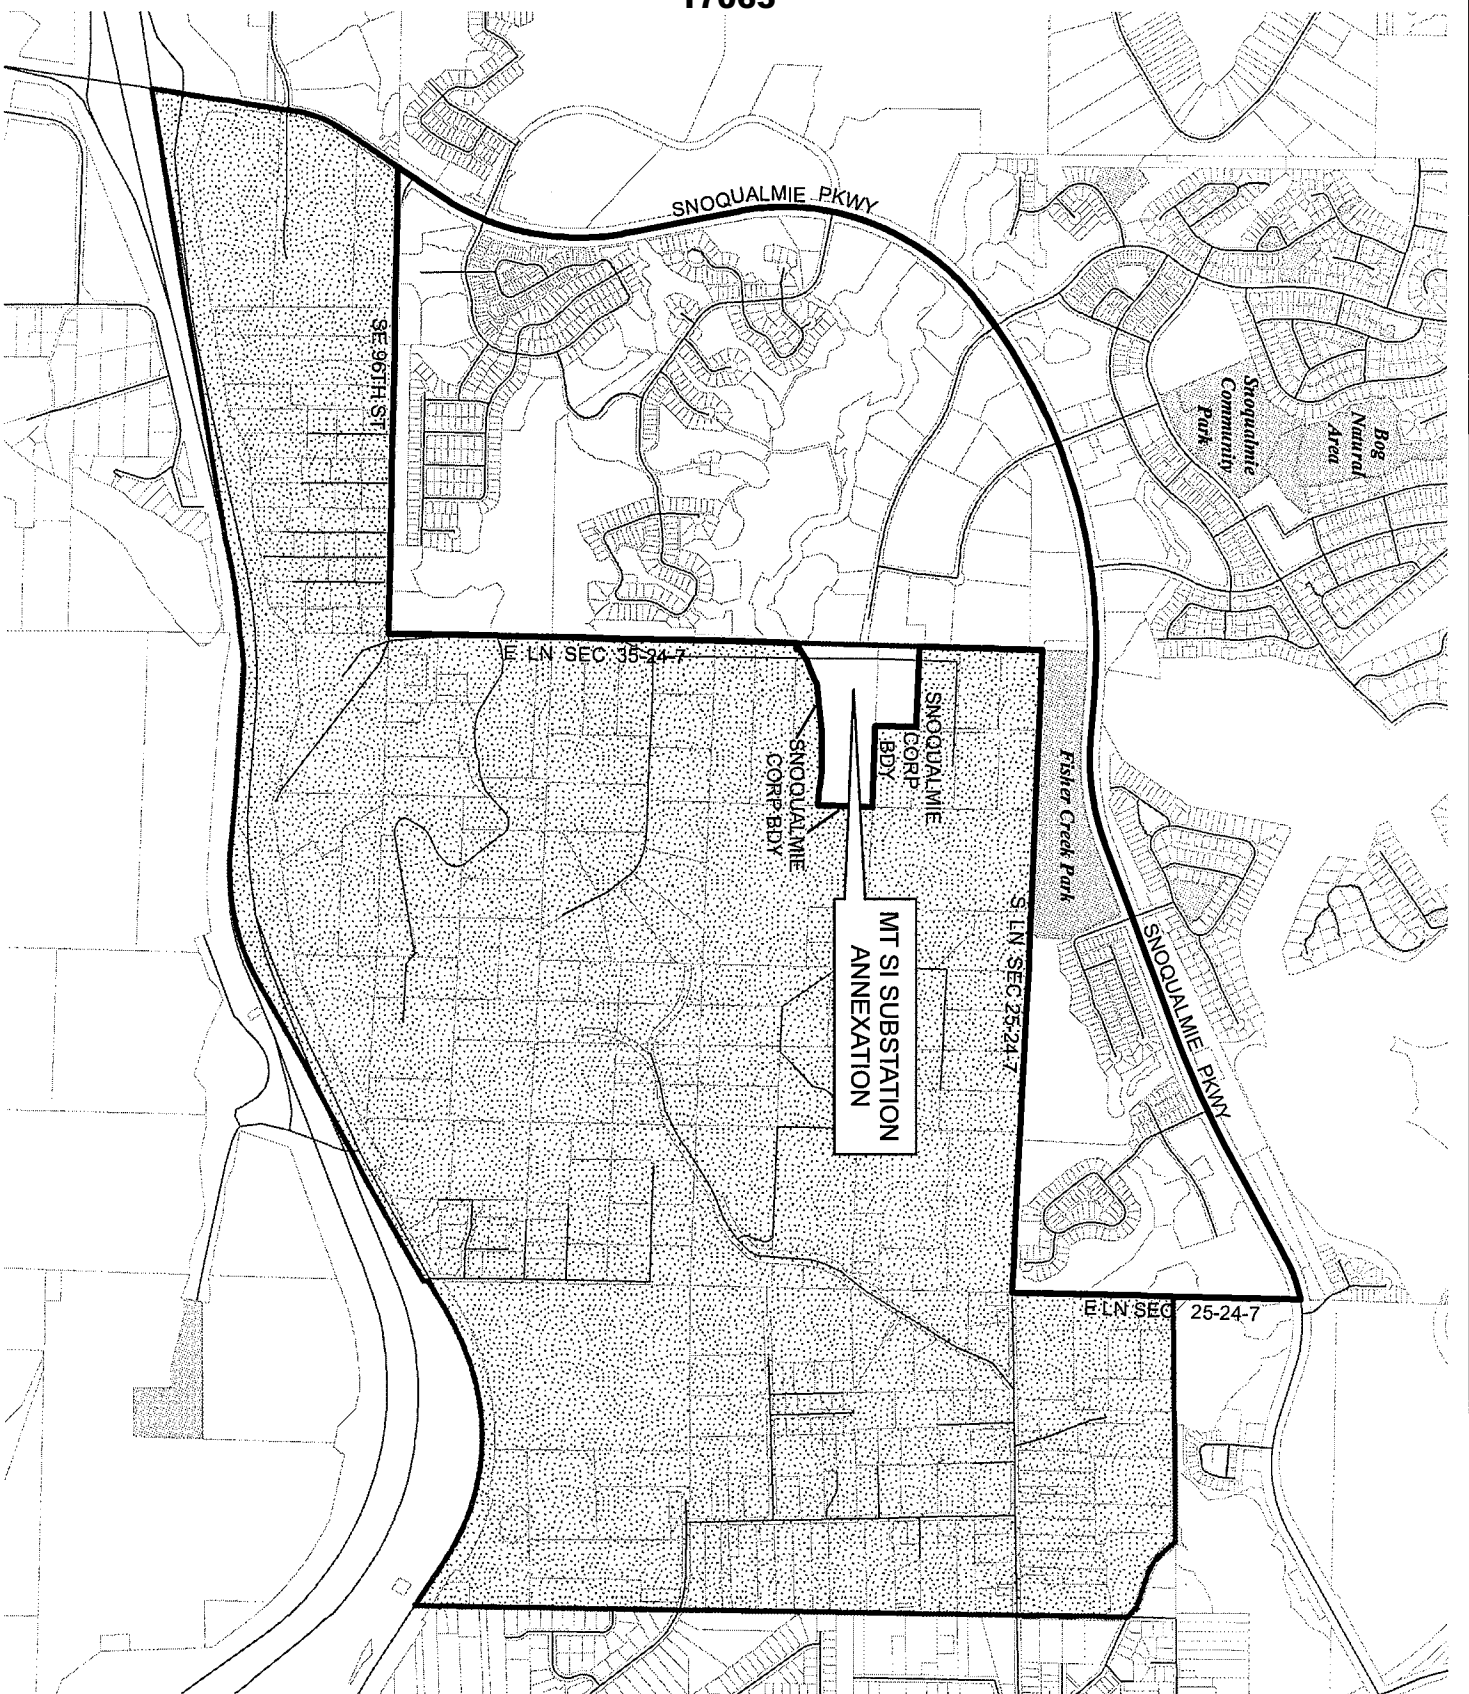 SNOQUALMIE PKWY
SE 96TH ST
Snoqualmie
Community
Park
Bog
Natural
Area
E LN SEC 35-24-7
SNOQUALMIE
CORP
BDY
SNOQUALMIE
CORP BDY
Fisher Creek Park
S LN SEC 25-24-7
MT SI SUBSTATION
ANNEXATION
SNOQUALMIE PKWY
E LN SEC 25-24-7